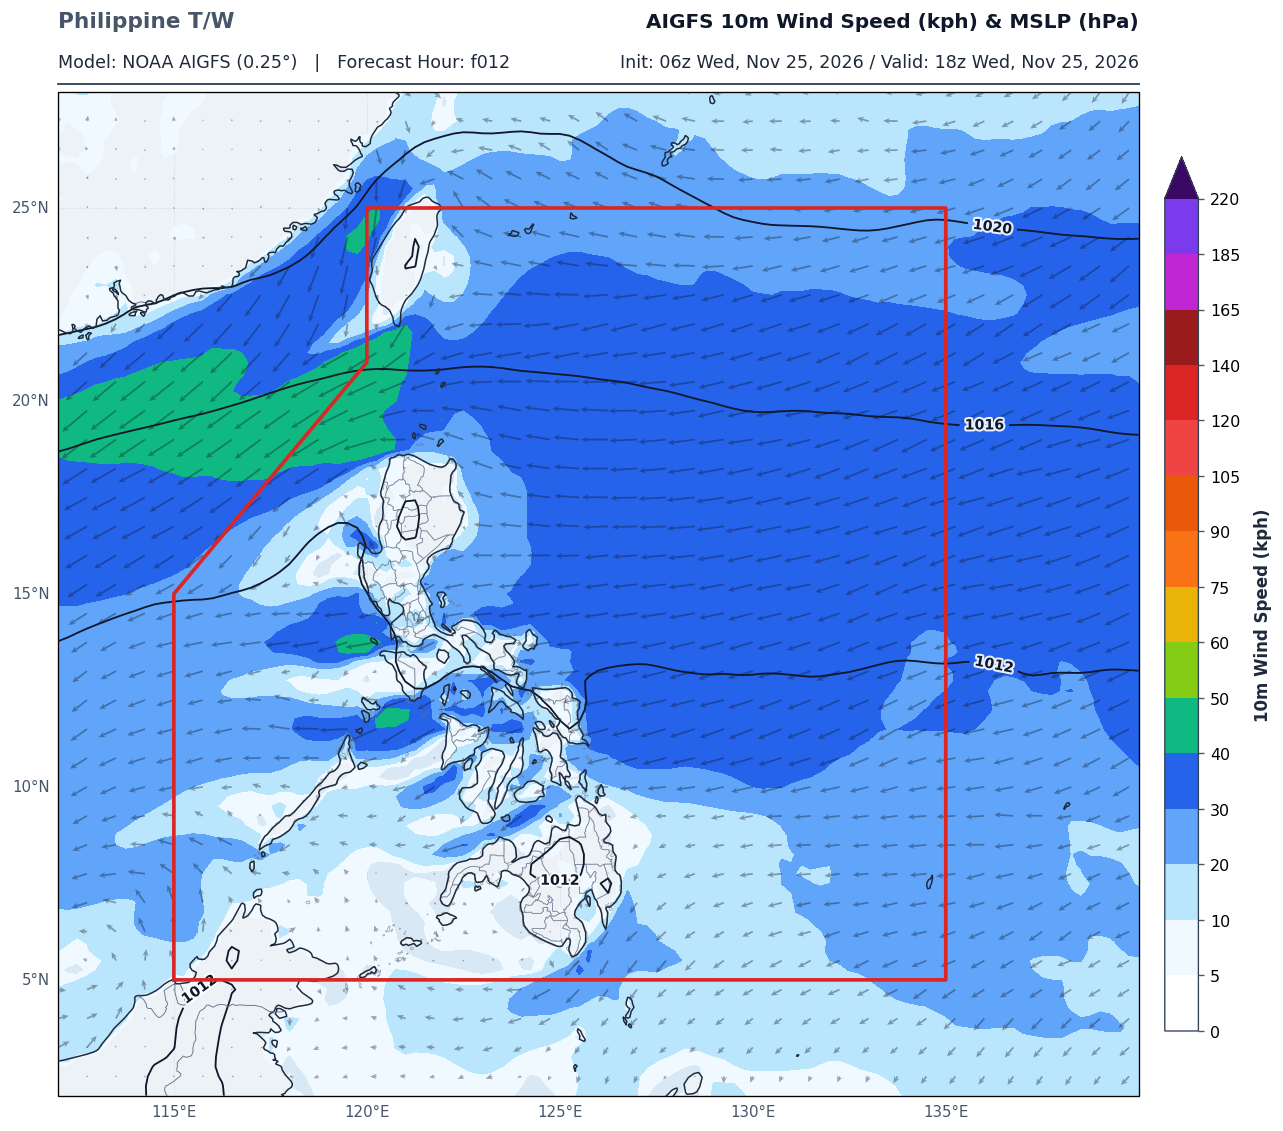 Philippine T/W
AIGFS 10m Wind Speed (kph) & MSLP (hPa)
Model: NOAA AIGFS (0.25°)   |   Forecast Hour: f012
Init: 06z Wed, Nov 25, 2026 / Valid: 18z Wed, Nov 25, 2026
25°N
20°N
15°N
10°N
5°N
115°E
120°E
125°E
130°E
135°E
1020
1016
1012
1012
1012
220
185
165
140
120
105
90
75
60
50
40
30
20
10
5
0
10m Wind Speed (kph)